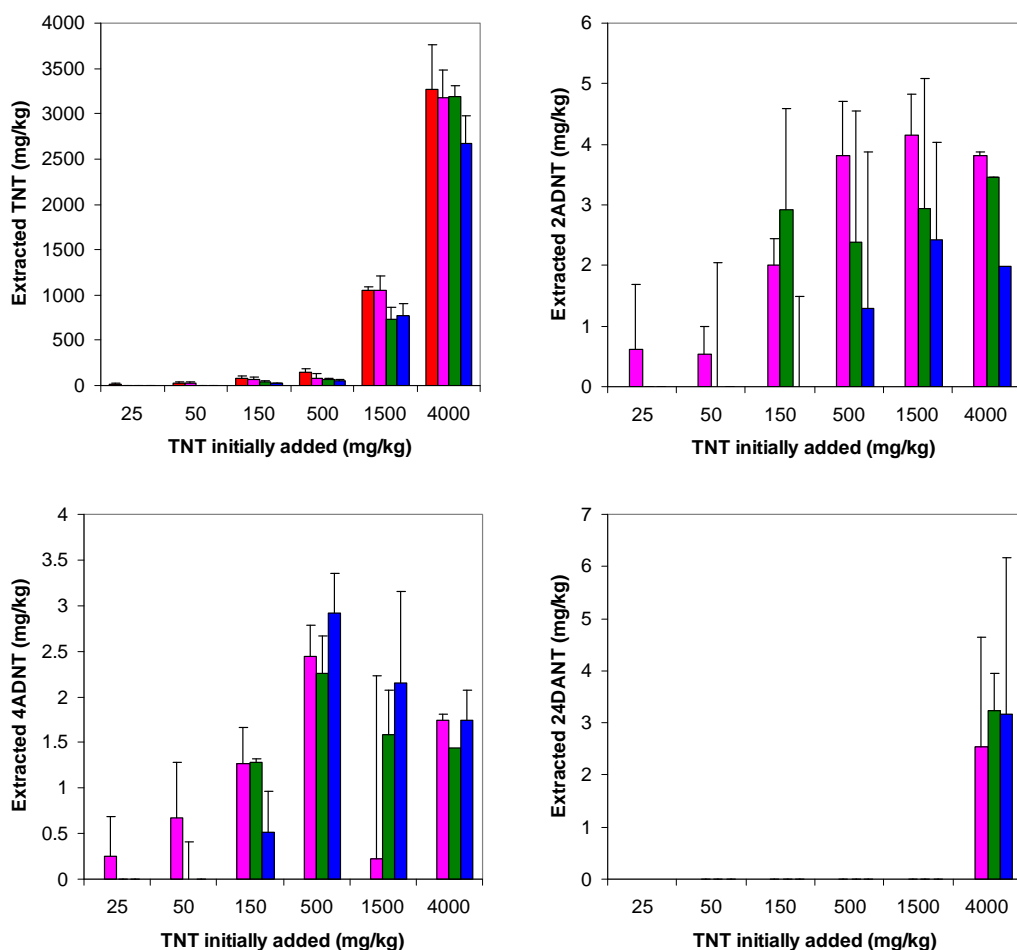 Extracted TNT (mg/kg)
4000
3500
3000
2500
2000
1500
1000
500
0
25 50 150 500 1500 4000
TNT initially added (mg/kg)
Extracted 2ADNT (mg/kg)
6
5
4
3
2
1
0
25 50 150 500 1500 4000
TNT initially added (mg/kg)
Extracted 4ADNT (mg/kg)
4
3.5
3
2.5
2
1.5
1
0.5
0
25 50 150 500 1500 4000
TNT initially added (mg/kg)
Extracted 24DANT (mg/kg)
7
6
5
4
3
2
1
0
25 50 150 500 1500 4000
TNT initially added (mg/kg)